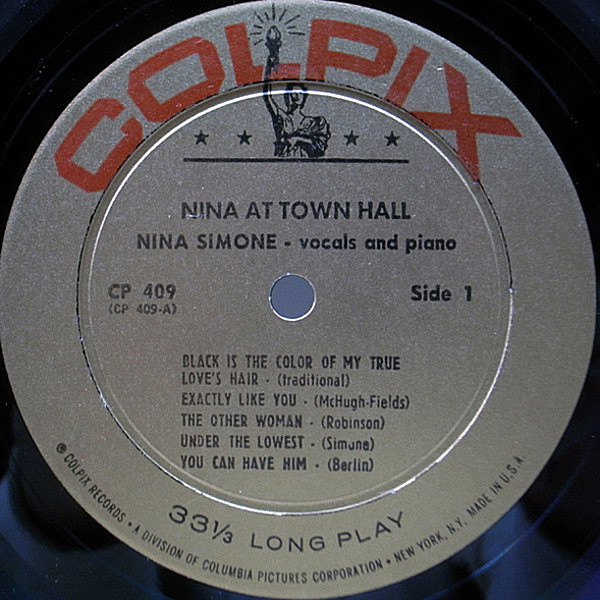 COLPIX
NINA AT TOWN HALL
NINA SIMONE - vocals and piano
CP 409
(CP 409-A)
Side 1
BLACK IS THE COLOR OF MY TRUE
LOVE'S HAIR - (traditional)
EXACTLY LIKE YOU - (McHugh-Fields)
THE OTHER WOMAN - (Robinson)
UNDER THE LOWEST - (Simone)
YOU CAN HAVE HIM - (Berlin)
33⅓ LONG PLAY
® COLPIX RECORDS • A DIVISION OF COLUMBIA PICTURES CORPORATION • NEW YORK, N.Y. MADE IN U.S.A.